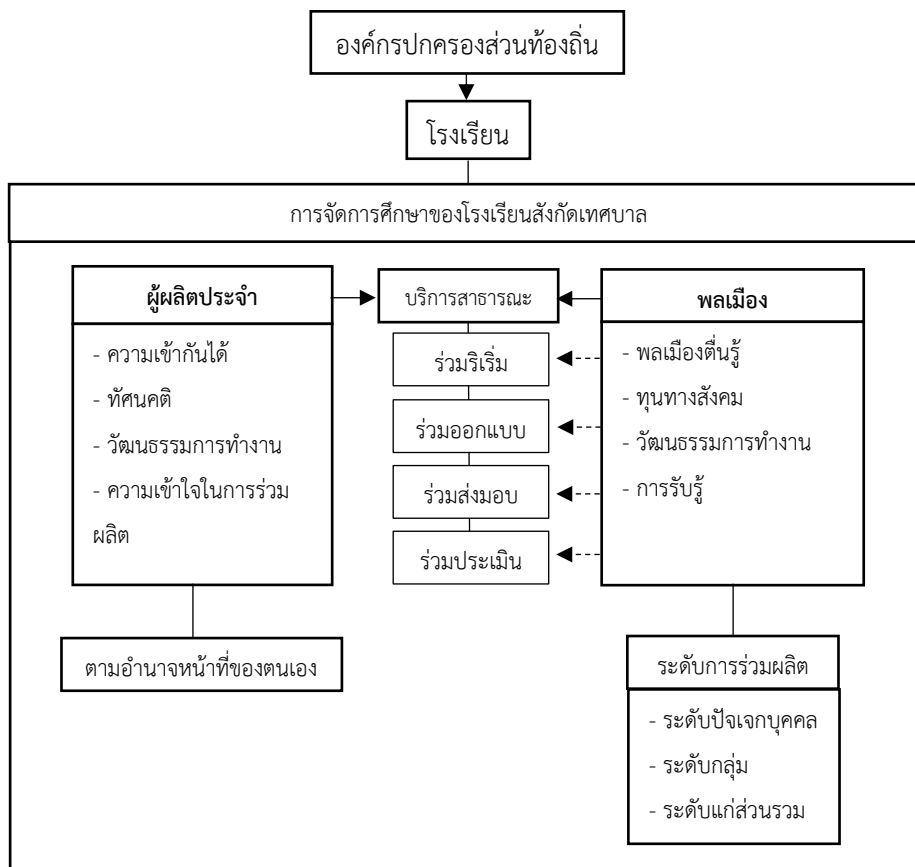 องค์กรปกครองส่วนท้องถิ่น
โรงเรียน
การจัดการศึกษาของโรงเรียนสังกัดเทศบาล
ผู้ผลิตประจำ
- ความเข้ากันได้
- ทัศนคติ
- วัฒนธรรมการทำงาน
- ความเข้าใจในการร่วม
ผลิต
ตามอำนาจหน้าที่ของตนเอง
บริการสาธารณะ
ร่วมริเริ่ม
ร่วมออกแบบ
ร่วมส่งมอบ
ร่วมประเมิน
พลเมือง
- พลเมืองตื่นรู้
- ทุนทางสังคม
- วัฒนธรรมการทำงาน
- การรับรู้
ระดับการร่วมผลิต
- ระดับปัจเจกบุคคล
- ระดับกลุ่ม
- ระดับแก่ส่วนรวม